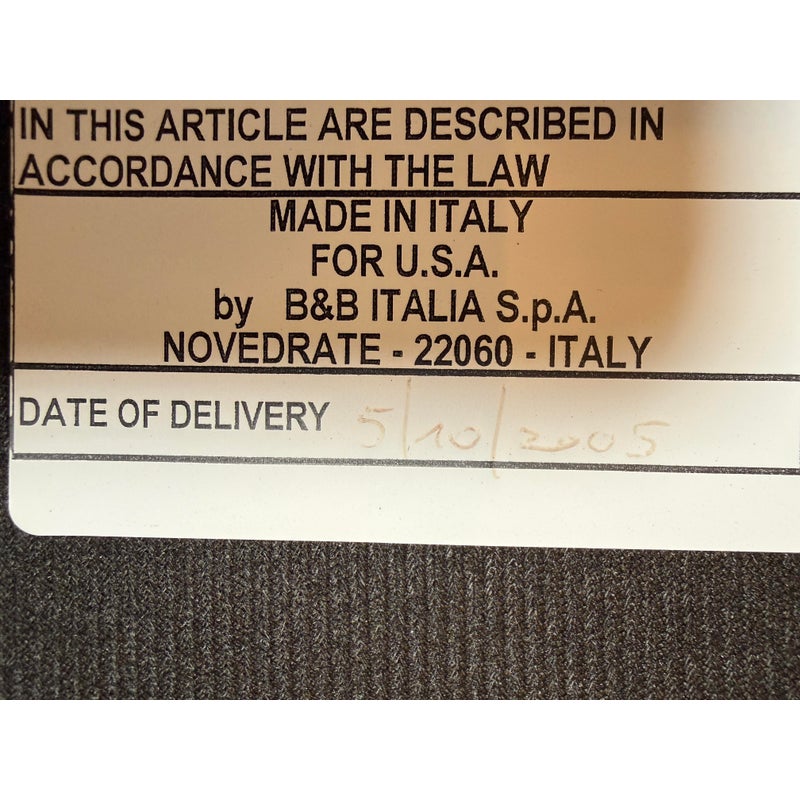 IN THIS ARTICLE ARE DESCRIBED IN
ACCORDANCE WITH THE LAW
MADE IN ITALY
FOR U.S.A.
by B&B ITALIA S.p.A.
NOVEDRATE - 22060 - ITALY
DATE OF DELIVERY 5/10/2005